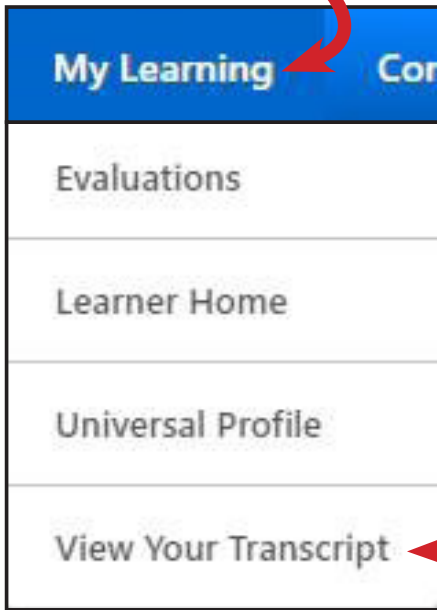 My Learning
Evaluations
Learner Home
Universal Profile
View Your Transcript